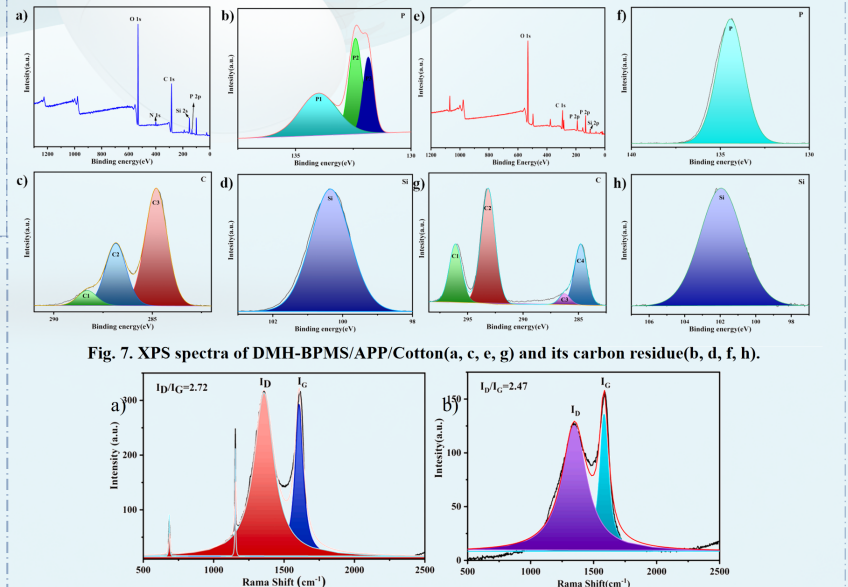 a)
O 1s
C 1s
N 1s
Si 2s
P 2p
Intesity(a.u.)
1200 1000 800 600 400 200 0
Binding energy(eV)
b)
P
P1
P2
Intesity(a.u.)
135 130
Binding energy(eV)
e)
O 1s
C 1s
P 2p
P 2p
Si 2p
Intesity(a.u.)
1200 1000 800 600 400 200 0
Binding Energy(eV)
f)
P
P
Intesity(a.u.)
140 135 130
Binding energy(eV)
c)
C
C1
C2
C3
Intesity(a.u.)
290 285
Binding energy(eV)
d)
Si
Si
Intesity(a.u.)
102 100 98
Binding energy(eV)
g)
C
C1
C2
C3
C4
Intesity(a.u.)
295 290 285
Binding energy(eV)
h)
Si
Si
Intesity(a.u.)
106 104 102 100 98
Binding energy(eV)
Fig. 7. XPS spectra of DMH-BPMS/APP/Cotton(a, c, e, g) and its carbon residue(b, d, f, h).
a)
ID/IG=2.72
ID
IG
Intensity (a.u.)
300
200
100
500 1000 1500 2000 2500
Rama Shift (cm-1)
b)
ID/IG=2.47
ID
IG
Intesity(a.u.)
150
100
50
0
500 1000 1500 2000 2500
Rama Shift(cm-1)